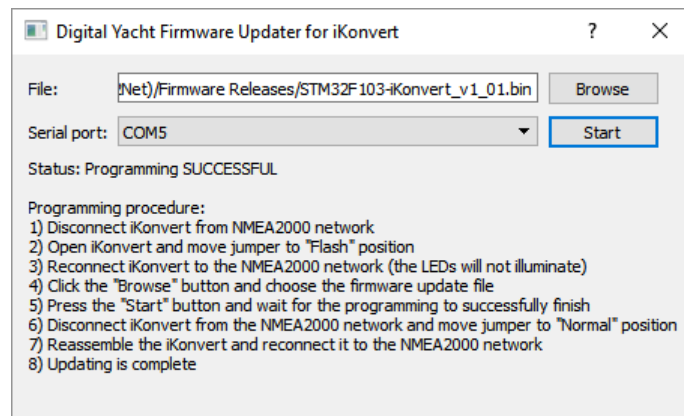 Digital Yacht Firmware Updater for iKonvert ?
File: Net)/Firmware Releases/STM32F103-iKonvert_v1_01.bin Browse
Serial port: COM5 Start
Status: Programming SUCCESSFUL
Programming procedure:
1) Disconnect iKonvert from NMEA2000 network
2) Open iKonvert and move jumper to "Flash" position
3) Reconnect iKonvert to the NMEA2000 network (the LEDs will not illuminate)
4) Click the "Browse" button and choose the firmware update file
5) Press the "Start" button and wait for the programming to successfully finish
6) Disconnect iKonvert from the NMEA2000 network and move jumper to "Normal" position
7) Reassemble the iKonvert and reconnect it to the NMEA2000 network
8) Updating is complete